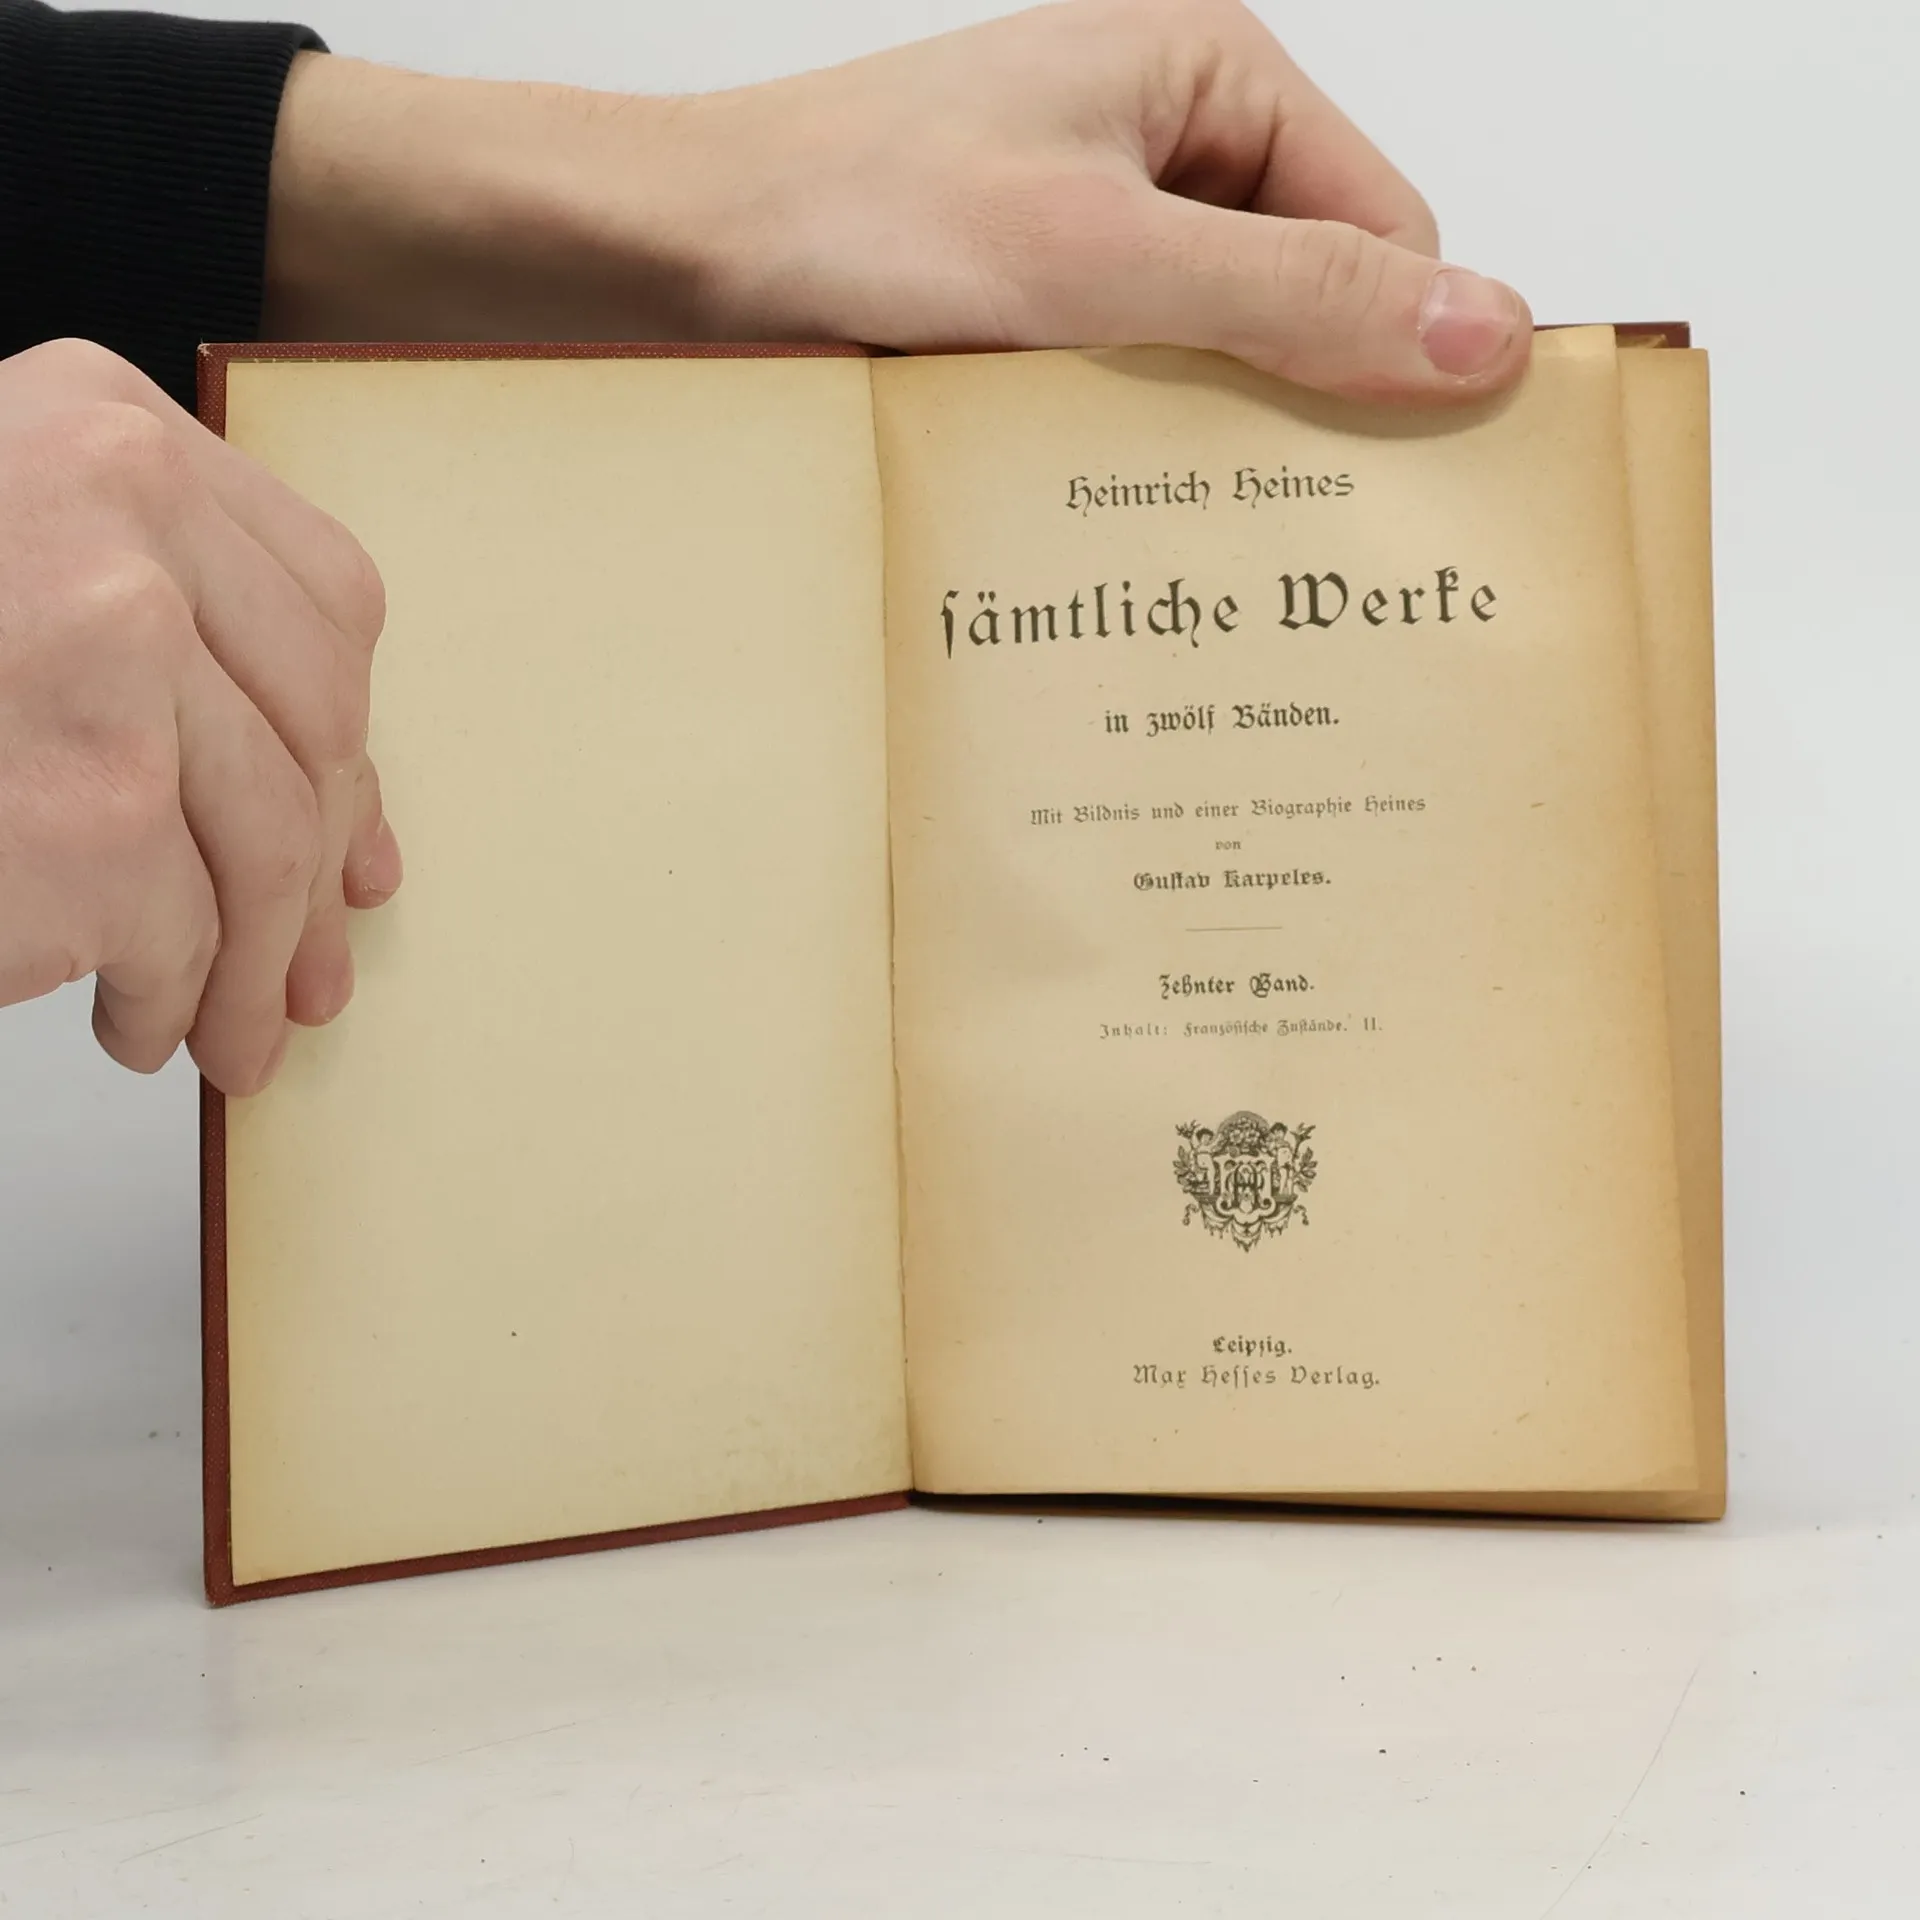 Heinrich Heines
ſämtliche Werke
in zwölf Bänden.
Mit Bildnis und einer Biographie Heines
von
Guſtav Karpeles.
Zehnter Band.
Inhalt: Franzöſiſche Zuſtände. II.
Leipzig.
Max Heſſes Verlag.